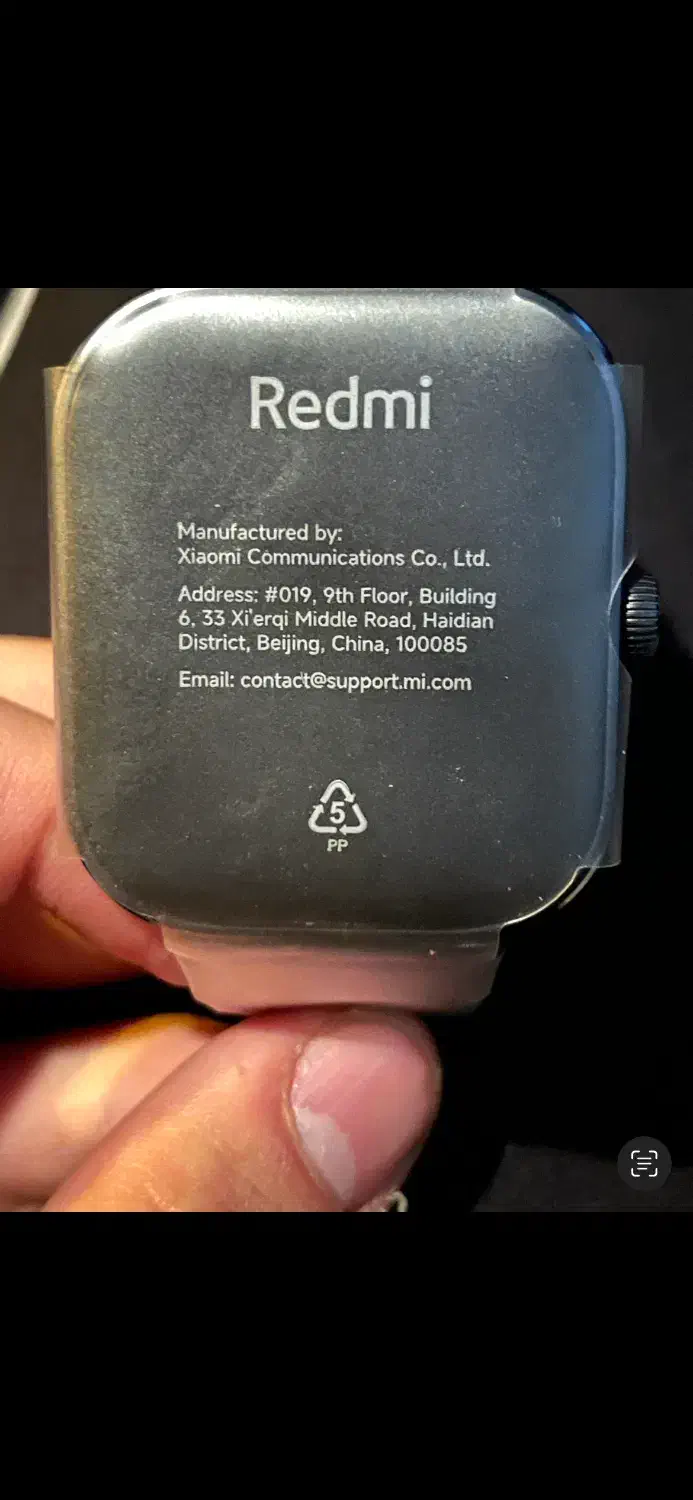 Redmi
Manufactured by:
Xiaomi Communications Co., Ltd.
Address: #019, 9th Floor, Building
6, 33 Xi'erqi Middle Road, Haidian
District, Beijing, China, 100085
Email: contact@support.mi.com
5
PP